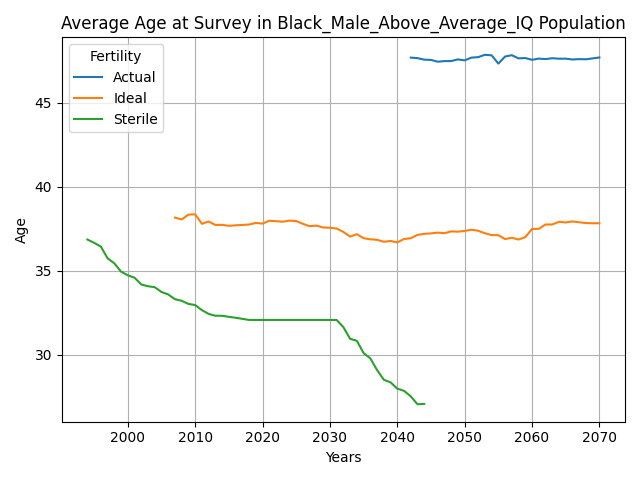 Average Age at Survey in Black_Male_Above_Average_IQ Population
Fertility
Actual
Ideal
Sterile
Age
45
40
35
30
2000 2010 2020 2030 2040 2050 2060 2070
Years